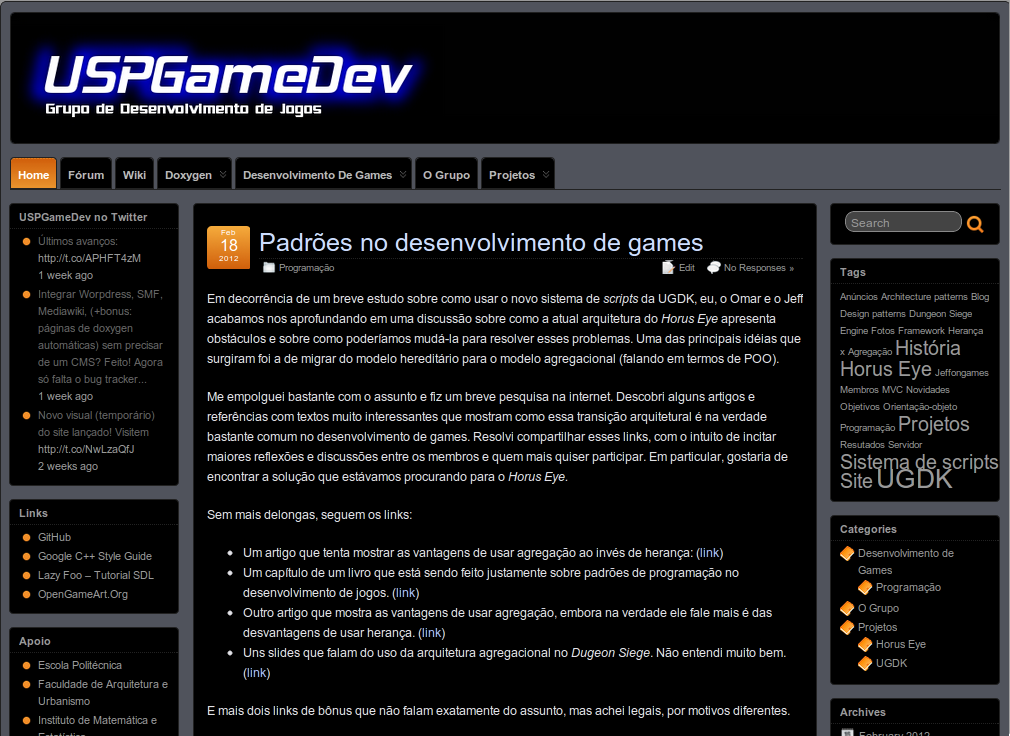 USPGameDev
Grupo de Desenvolvimento de Jogos
Home
Fórum
Wiki
Doxygen
Desenvolvimento De Games
O Grupo
Projetos
USPGameDev no Twitter
Últimos avanços:
http://t.co/APHFT4zM
1 week ago
Integrar Worpdress, SMF,
Mediawiki, (+bonus:
páginas de doxygen
automáticas) sem precisar
de um CMS? Feito! Agora
só falta o bug tracker...
1 week ago
Novo visual (temporário)
do site lançado! Visitem
http://t.co/NwLzaQfJ
2 weeks ago
Links
GitHub
Google C++ Style Guide
Lazy Foo – Tutorial SDL
OpenGameArt.Org
Apoio
Escola Politécnica
Faculdade de Arquitetura e
Urbanismo
Instituto de Matemática e
Estatística
Feb
18
2012
Padrões no desenvolvimento de games
Programação
Edit
No Responses »
Em decorrência de um breve estudo sobre como usar o novo sistema de scripts da UGDK, eu, o Omar e o Jeff
acabamos nos aprofundando em uma discussão sobre como a atual arquitetura do Horus Eye apresenta
obstáculos e sobre como poderíamos mudá-la para resolver esses problemas. Uma das principais idéias que
surgiram foi a de migrar do modelo hereditário para o modelo agregacional (falando em termos de POO).
Me empolguei bastante com o assunto e fiz um breve pesquisa na internet. Descobri alguns artigos e
referências com textos muito interessantes que mostram como essa transição arquitetural é na verdade
bastante comum no desenvolvimento de games. Resolvi compartilhar esses links, com o intuito de incitar
maiores reflexões e discussões entre os membros e quem mais quiser participar. Em particular, gostaria de
encontrar a solução que estávamos procurando para o Horus Eye.
Sem mais delongas, seguem os links:
Um artigo que tenta mostrar as vantagens de usar agregação ao invés de herança: (link)
Um capítulo de um livro que está sendo feito justamente sobre padrões de programação no
desenvolvimento de jogos. (link)
Outro artigo que mostra as vantagens de usar agregação, embora na verdade ele fale mais é das
desvantagens de usar herança. (link)
Uns slides que falam do uso da arquitetura agregacional no Dugeon Siege. Não entendi muito bem.
(link)
E mais dois links de bônus que não falam exatamente do assunto, mas achei legais, por motivos diferentes.
Search
Tags
Anúncios Architecture patterns Blog
Design patterns Dungeon Siege
Engine Fotos Framework Herança
x Agregação História
Horus Eye Jeffongames
Membros MVC Novidades
Objetivos Orientação-objeto
Programação Projetos
Resutados Servidor
Sistema de scripts
Site UGDK
Categories
Desenvolvimento de
Games
Programação
O Grupo
Projetos
Horus Eye
UGDK
Archives
February 2012